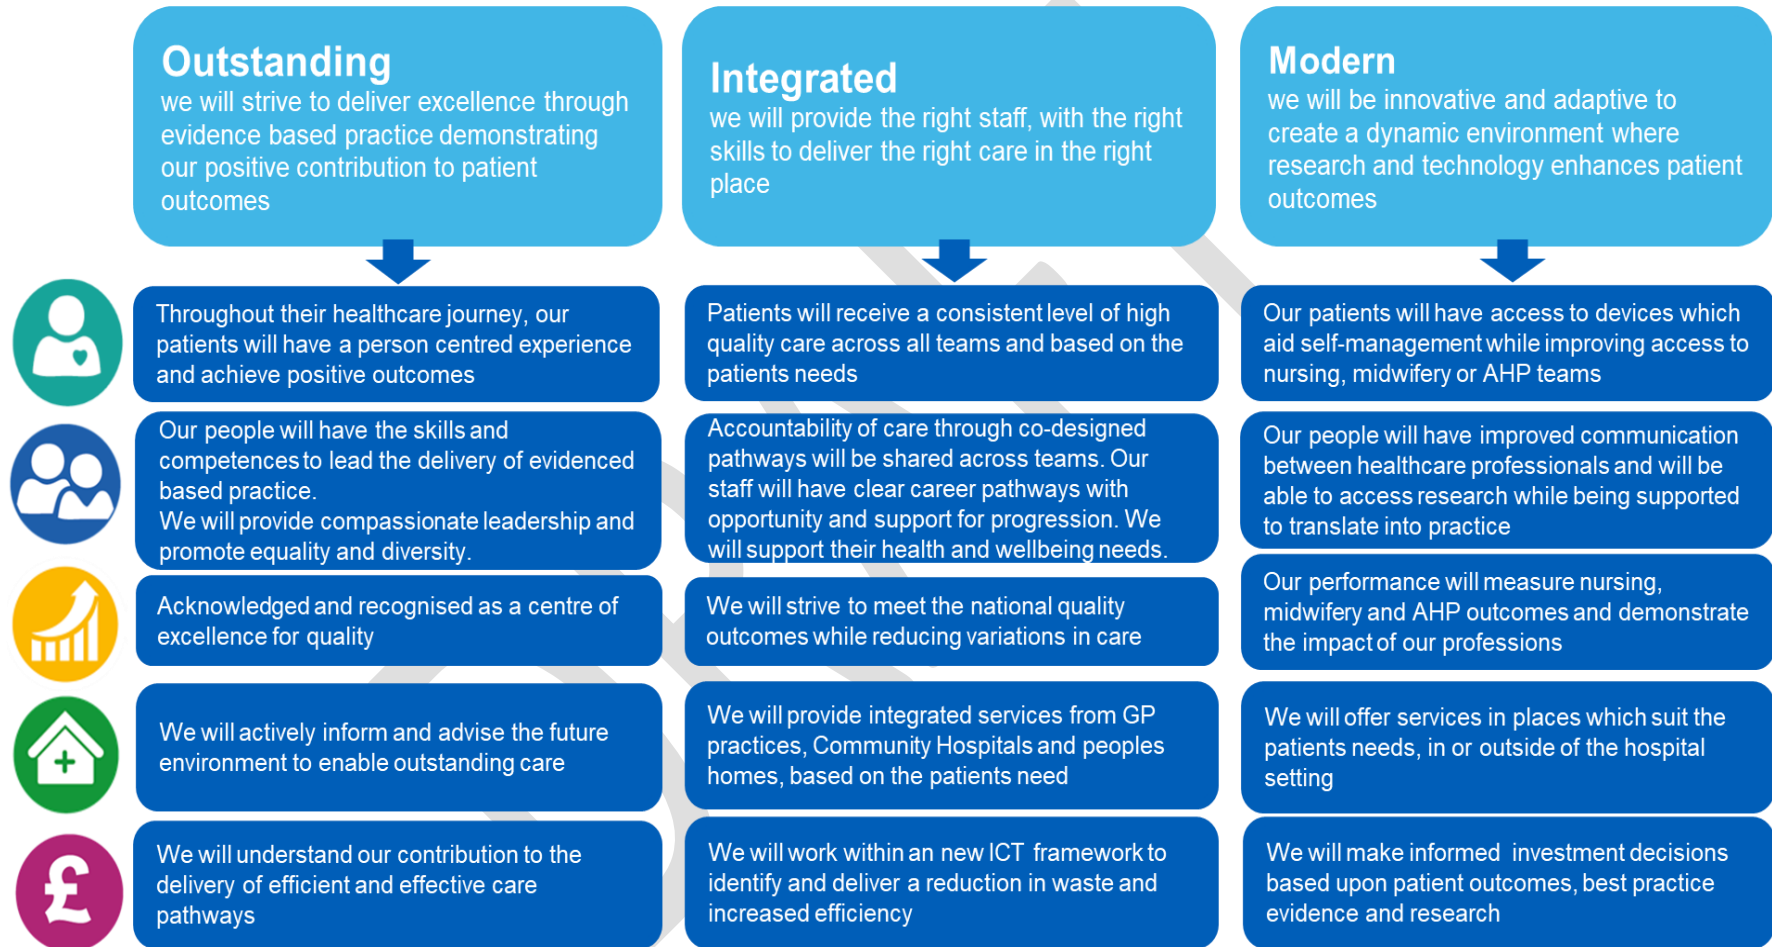 Outstanding
we will strive to deliver excellence through
evidence based practice demonstrating
our positive contribution to patient
outcomes
Integrated
we will provide the right staff, with the right
skills to deliver the right care in the right
place
Modern
we will be innovative and adaptive to
create a dynamic environment where
research and technology enhances patient
outcomes
Throughout their healthcare journey, our
patients will have a person centred experience
and achieve positive outcomes
Patients will receive a consistent level of high
quality care across all teams and based on the
patients needs
Our patients will have access to devices which
aid self-management while improving access to
nursing, midwifery or AHP teams
Our people will have the skills and
competences to lead the delivery of evidenced
based practice.
We will provide compassionate leadership and
promote equality and diversity.
Accountability of care through co-designed
pathways will be shared across teams. Our
staff will have clear career pathways with
opportunity and support for progression. We
will support their health and wellbeing needs.
Our people will have improved communication
between healthcare professionals and will be
able to access research while being supported
to translate into practice
Acknowledged and recognised as a centre of
excellence for quality
We will strive to meet the national quality
outcomes while reducing variations in care
Our performance will measure nursing,
midwifery and AHP outcomes and demonstrate
the impact of our professions
We will actively inform and advise the future
environment to enable outstanding care
We will provide integrated services from GP
practices, Community Hospitals and peoples
homes, based on the patients need
We will offer services in places which suit the
patients needs, in or outside of the hospital
setting
£
We will understand our contribution to the
delivery of efficient and effective care
pathways
We will work within an new ICT framework to
identify and deliver a reduction in waste and
increased efficiency
We will make informed investment decisions
based upon patient outcomes, best practice
evidence and research